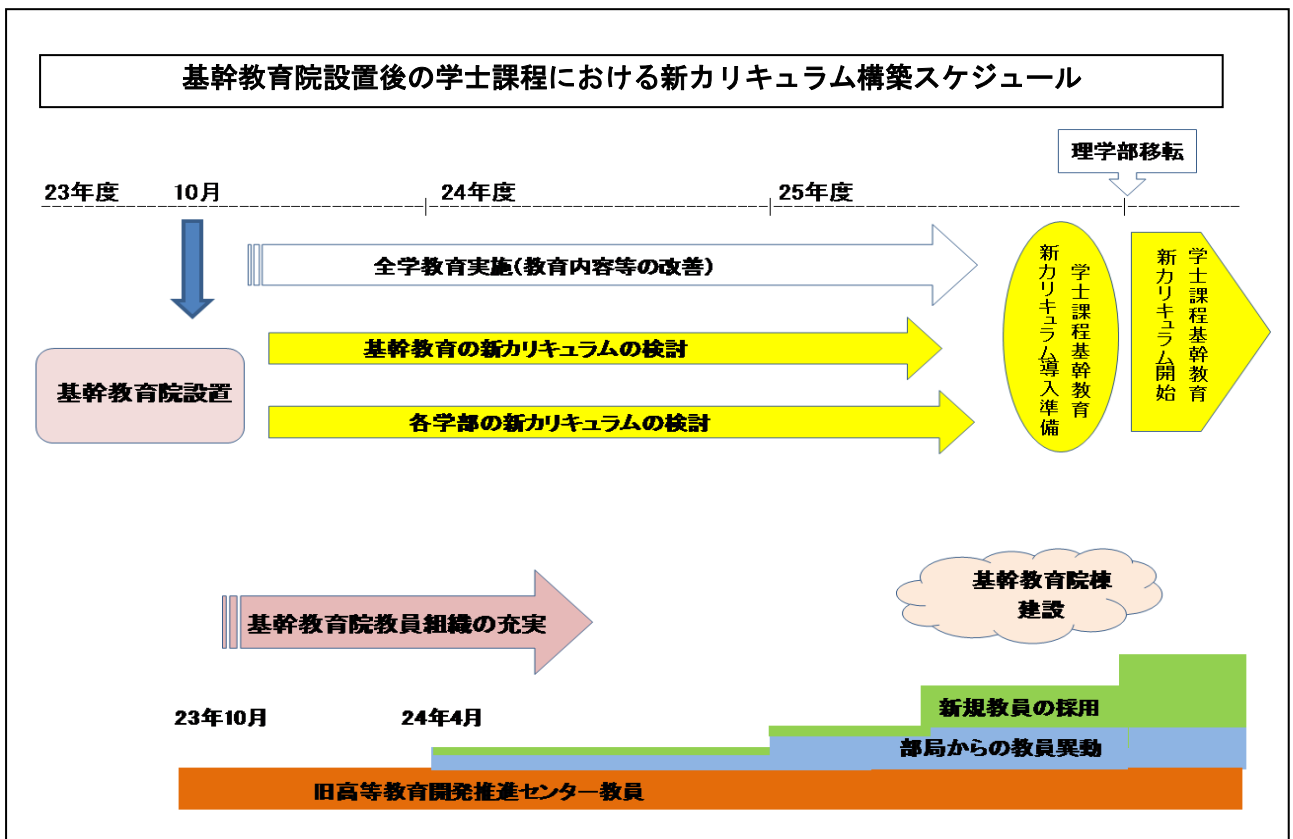 基幹教育院設置後の学士課程における新カリキュラム構築スケジュール
理学部移転
23年度
10月
24年度
25年度
全学教育実施(教育内容等の改善)
基幹教育の新カリキュラムの検討
各学部の新カリキュラムの検討
基幹教育院設置
学士課程基幹教育
新カリキュラム導入準備
学士課程基幹教育
新カリキュラム開始
基幹教育院棟
建設
基幹教育院教員組織の充実
23年10月
24年4月
新規教員の採用
部局からの教員異動
旧高等教育開発推進センター教員